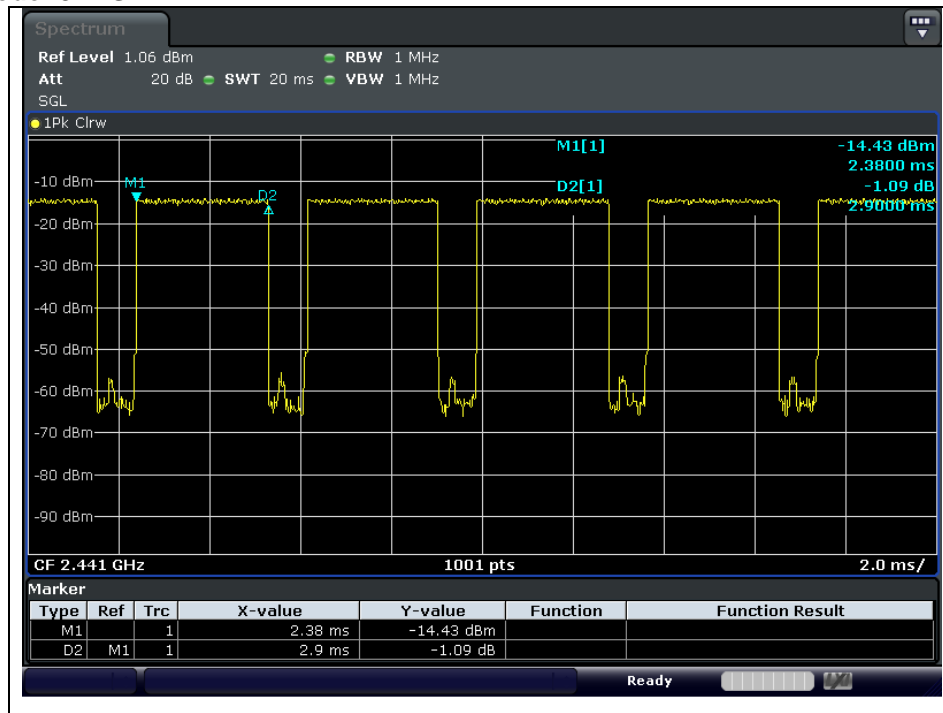 Spectrum
Ref Level 1.06 dBm RBW 1 MHz
Att 20 dB SWT 20 ms VBW 1 MHz
SGL
1Pk Clrw
M1[1] -14.43 dBm
2.3800 ms
D2[1] -1.09 dB
2.9000 ms
M1
D2
-10 dBm
-20 dBm
-30 dBm
-40 dBm
-50 dBm
-60 dBm
-70 dBm
-80 dBm
-90 dBm
CF 2.441 GHz 1001 pts 2.0 ms/
Marker
Type Ref Trc X-value Y-value Function Function Result
M1 1 2.38 ms -14.43 dBm
D2 M1 1 2.9 ms -1.09 dB
Ready